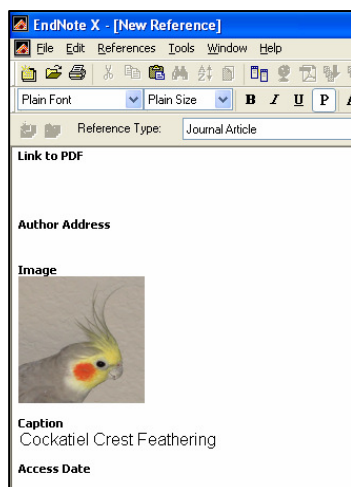 EndNote X - [New Reference]
File Edit References Tools Window Help
Plain Font Plain Size B I U P
Reference Type: Journal Article
Link to PDF
Author Address
Image
Caption
Cockatiel Crest Feathering
Access Date